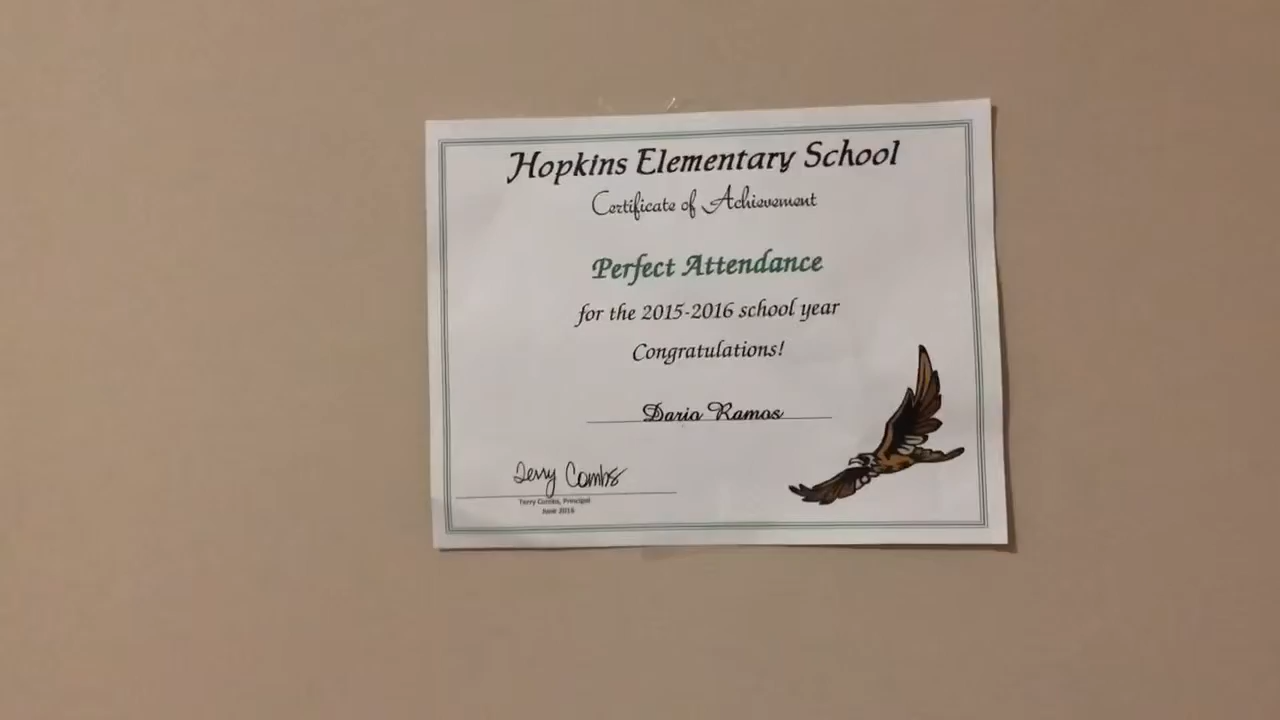 Hopkins Elementary School
Certificate of Achievement
Perfect Attendance
for the 2015-2016 school year
Congratulations!
Dario Ramos
Terry Combs
Terry Combs, Principal
June 2016